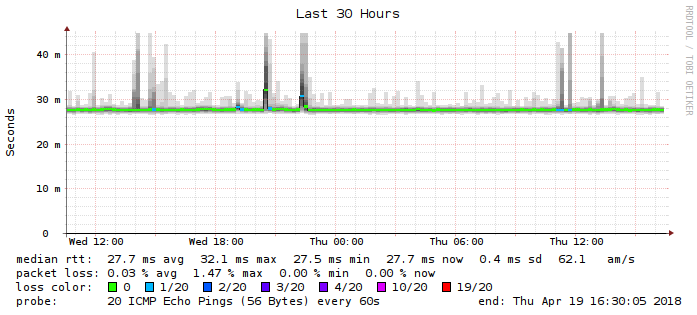 Last 30 Hours
RRDTOOL / TOBI OETIKER
Seconds
40 m
30 m
20 m
10 m
0
Wed 12:00 Wed 18:00 Thu 00:00 Thu 06:00 Thu 12:00
median rtt: 27.7 ms avg 32.1 ms max 27.5 ms min 27.7 ms now 0.4 ms sd 62.1 am/s
packet loss: 0.03 % avg 1.47 % max 0.00 % min 0.00 % now
loss color: 0 1/20 2/20 3/20 4/20 10/20 19/20
probe: 20 ICMP Echo Pings (56 Bytes) every 60s end: Thu Apr 19 16:30:05 2018